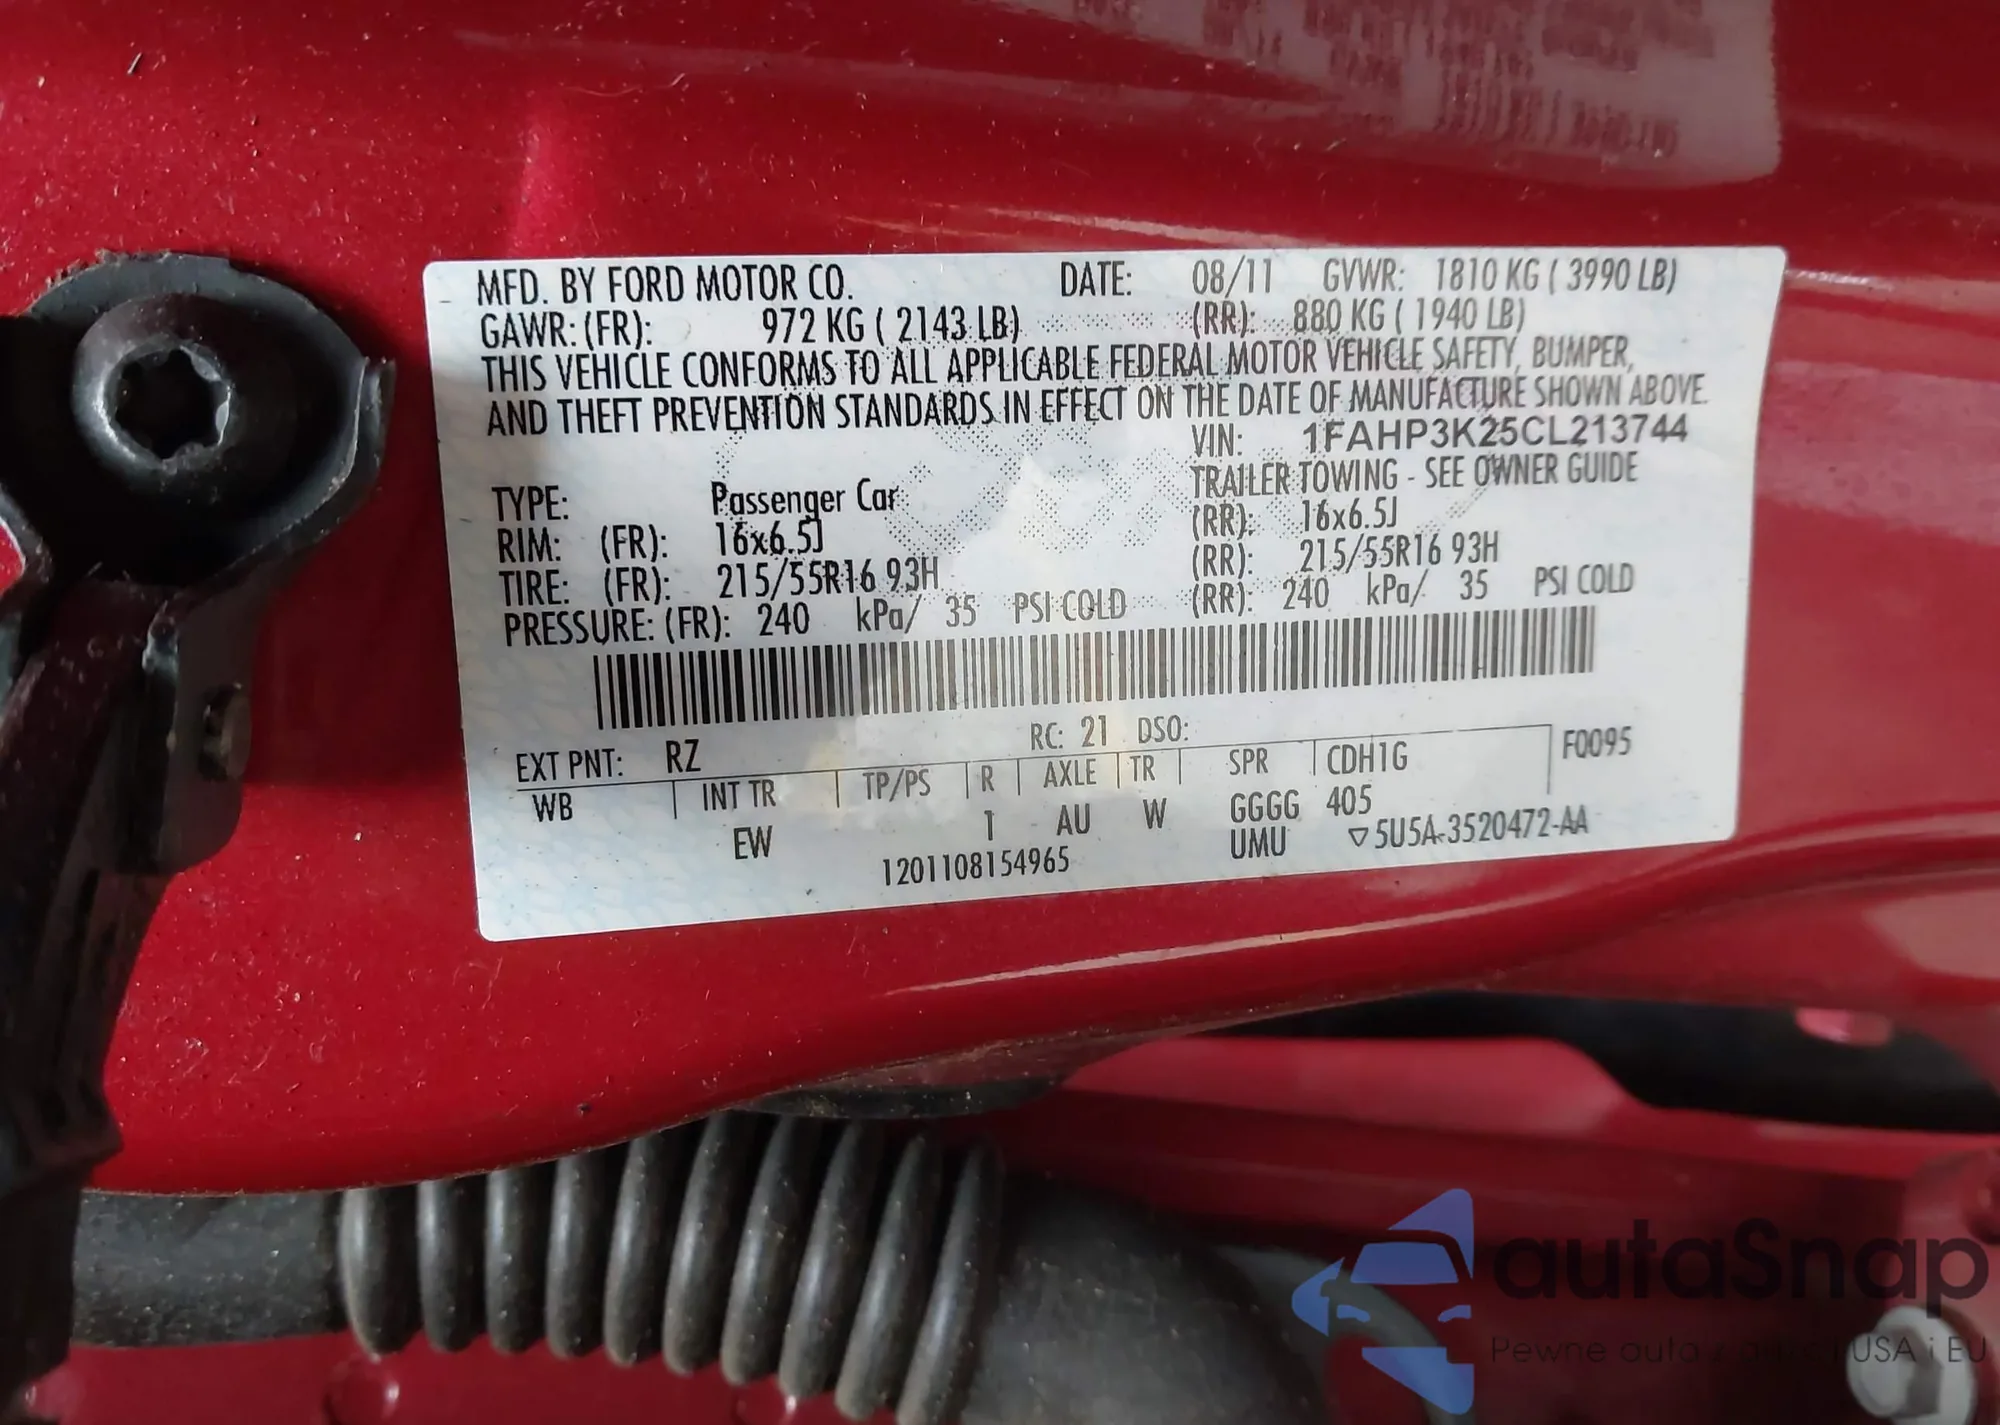 MFD. BY FORD MOTOR CO. DATE: 08/11 GVWR: 1810 KG ( 3990 LB)
GAWR: (FR): 972 KG ( 2143 LB) (RR): 880 KG ( 1940 LB)
THIS VEHICLE CONFORMS TO ALL APPLICABLE FEDERAL MOTOR VEHICLE SAFETY, BUMPER,
AND THEFT PREVENTION STANDARDS IN EFFECT ON THE DATE OF MANUFACTURE SHOWN ABOVE.
VIN: 1FAHP3K25CL213744
TYPE: Passenger Car TRAILER TOWING - SEE OWNER GUIDE
RIM: (FR): 16x6.5J (RR): 16x6.5J
TIRE: (FR): 215/55R16 93H (RR): 215/55R16 93H
PRESSURE: (FR): 240 kPa/ 35 PSI COLD (RR): 240 kPa/ 35 PSI COLD
EXT PNT: RZ RC: 21 DSO: F0095
WB INT TR TP/PS R AXLE TR SPR CDH1G
EW 1 AU W GGGG 405
UMU ▽5U5A-3520472-AA
1201108154965
autaSnap
Pewne auta z USA i EU